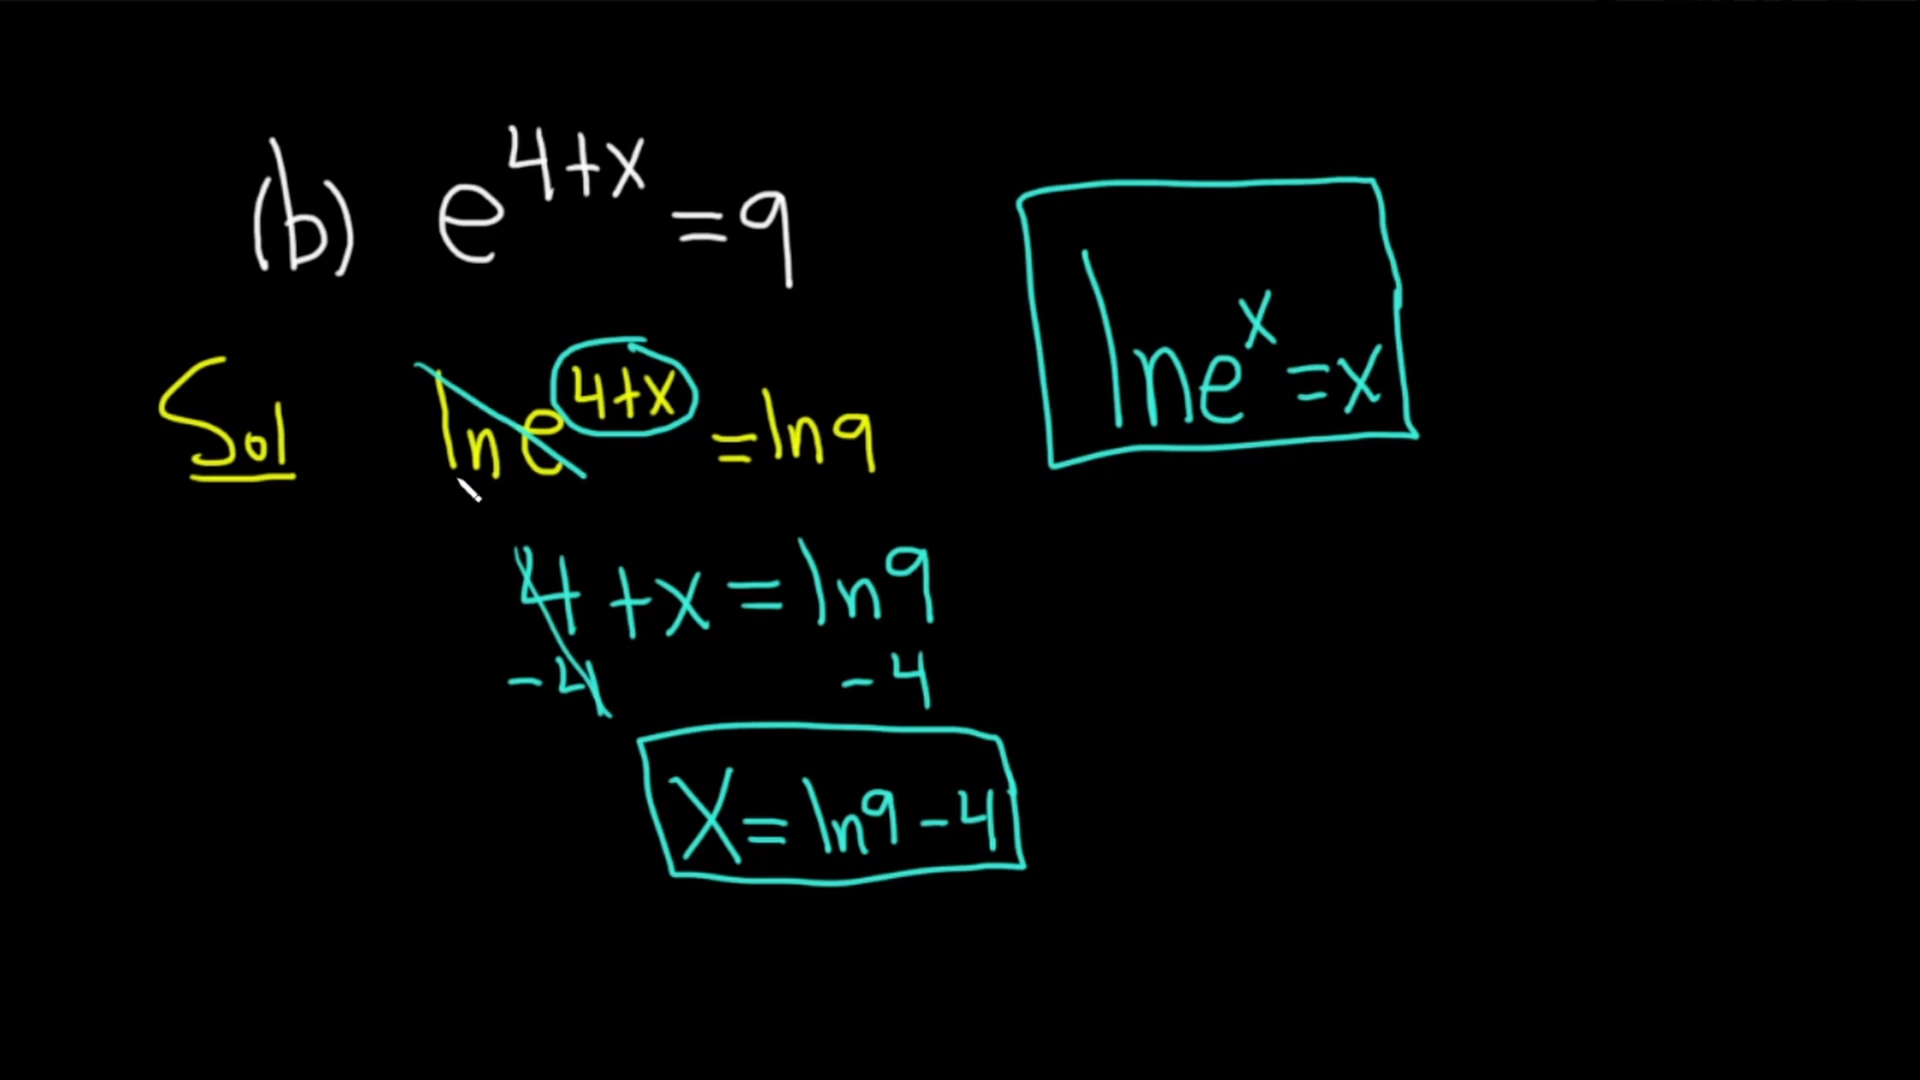 (b) e^{4+x} = 9
Sol ln e^{4+x} = ln 9
ln e^x = x
4 + x = ln 9
-4 -4
x = ln 9 - 4